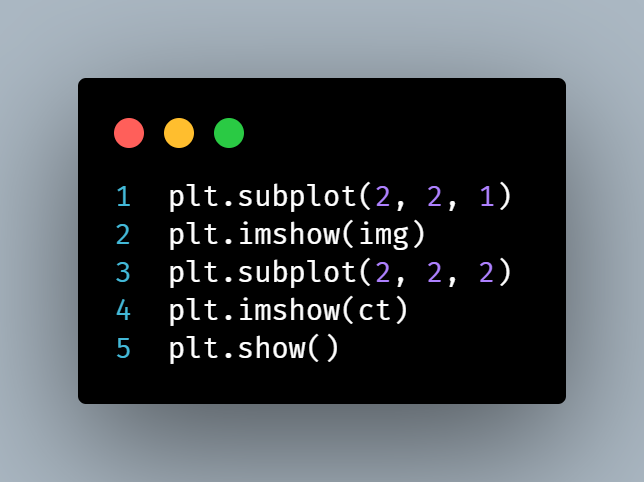 1 plt.subplot(2, 2, 1)
2 plt.imshow(img)
3 plt.subplot(2, 2, 2)
4 plt.imshow(ct)
5 plt.show()